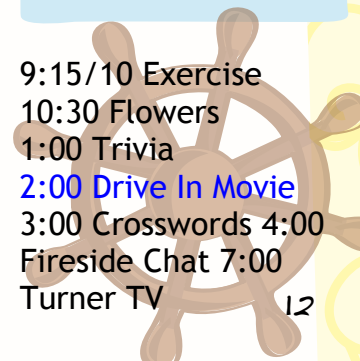 9:15/10 Exercise
10:30 Flowers
1:00 Trivia
2:00 Drive In Movie
3:00 Crosswords 4:00
Fireside Chat 7:00
Turner TV
12